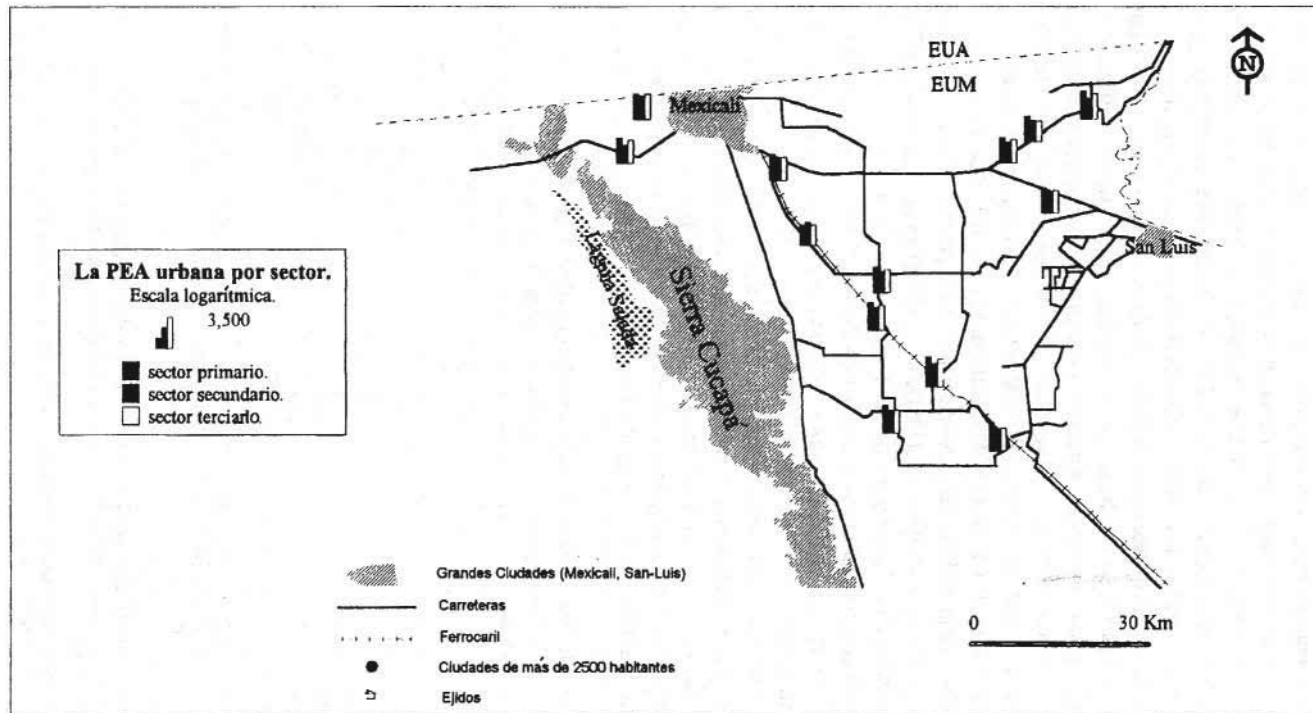 EUA
EUM
N
Mexicalí
San Luis
Laguna Salada
Sierra Cucapá
La PEA urbana por sector.
Escala logarítmica.
3,500
sector primario.
sector secundario.
sector terciario.
Grandes Ciudades (Mexicali, San-Luis)
Carreteras
Ferrocaril
Ciudades de más de 2500 habitantes
Ejidos
0 30 Km